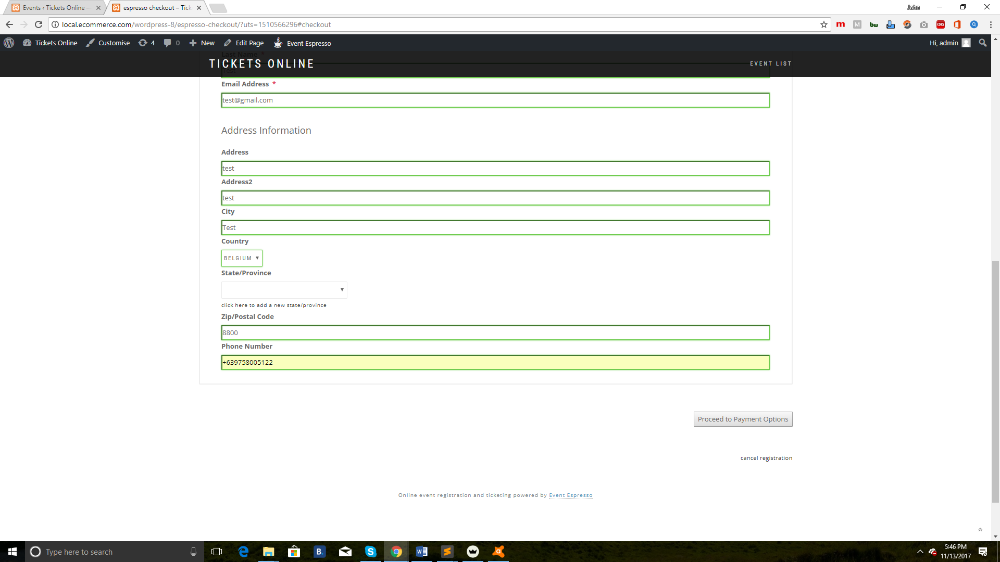 Events ‹ Tickets Online —
espresso checkout – Tick
John
local.ecommerce.com/wordpress-8/espresso-checkout/?uts=1510566296#checkout
m
M
bw
CORS
Tickets Online
Customise
4
0
New
Edit Page
Event Espresso
Hi, admin
Last Name *
TICKETS ONLINE
EVENT LIST
Email Address *
test@gmail.com
Address Information
Address
test
Address2
test
City
Test
Country
BELGIUM
State/Province
click here to add a new state/province
Zip/Postal Code
8800
Phone Number
+639758005122
Proceed to Payment Options
cancel registration
Online event registration and ticketing powered by Event Espresso
Type here to search
B.
5:46 PM
11/13/2017